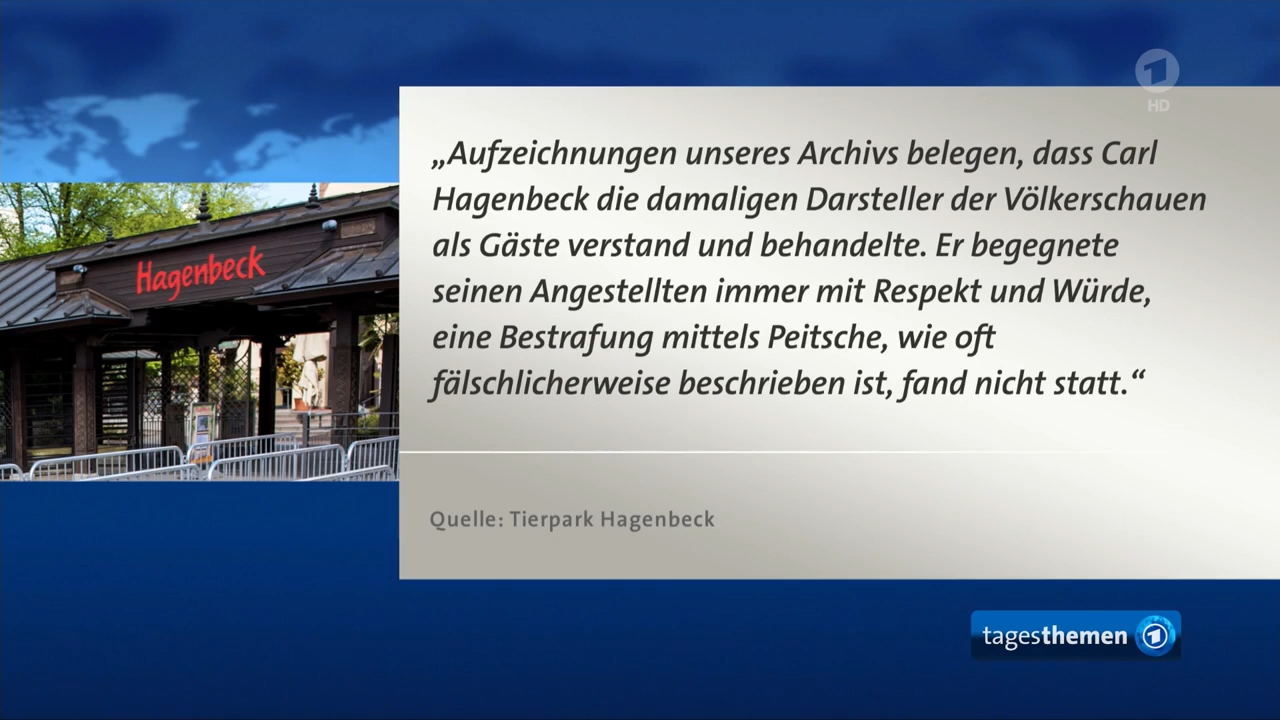 HD
„Aufzeichnungen unseres Archivs belegen, dass Carl
Hagenbeck die damaligen Darsteller der Völkerschauen
als Gäste verstand und behandelte. Er begegnete
seinen Angestellten immer mit Respekt und Würde,
eine Bestrafung mittels Peitsche, wie oft
fälschlicherweise beschrieben ist, fand nicht statt.“
Hagenbeck
Quelle: Tierpark Hagenbeck
tagesthemen